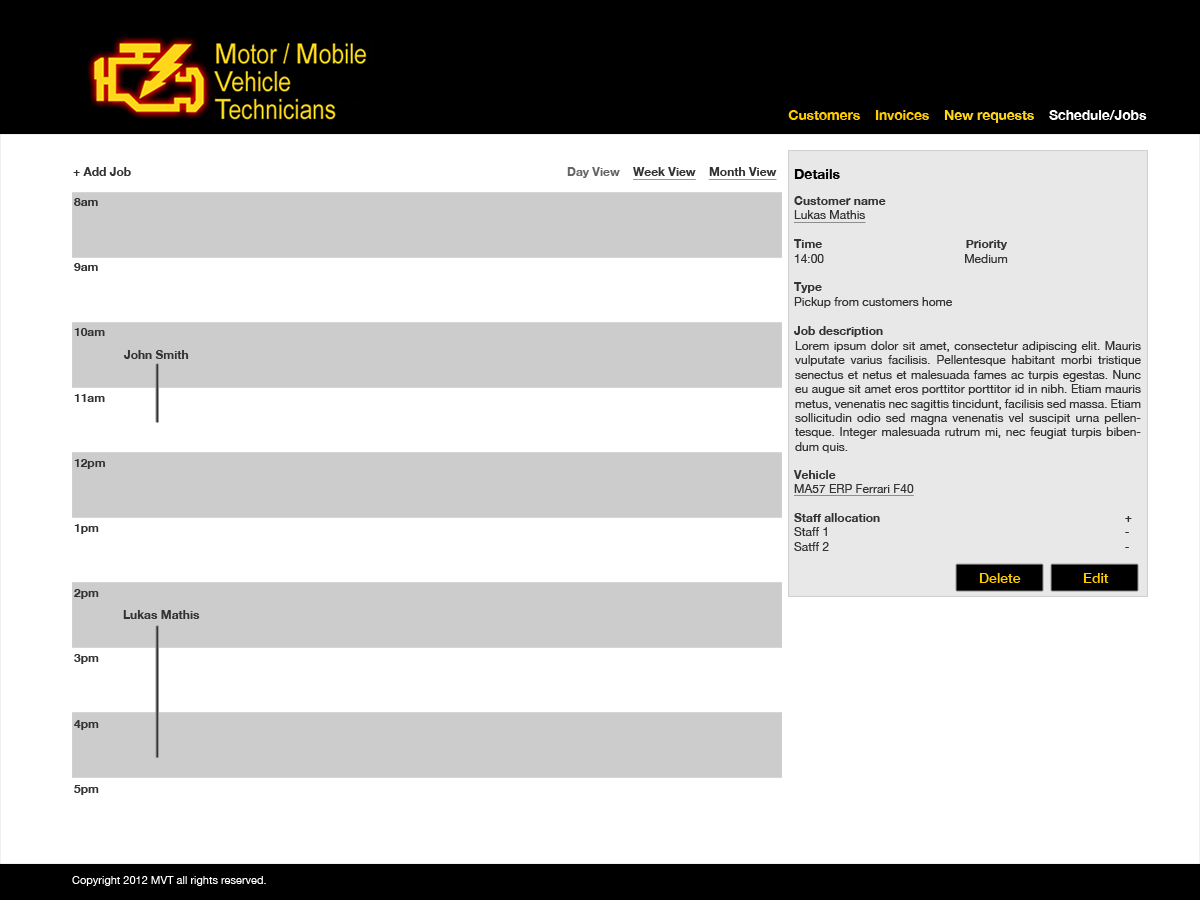 Motor / Mobile
Vehicle
Technicians
Customers Invoices New requests Schedule/Jobs
+ Add Job
Day View Week View Month View
8am
9am
10am
John Smith
11am
12pm
1pm
2pm
Lukas Mathis
3pm
4pm
5pm
Details
Customer name
Lukas Mathis
Time Priority
14:00 Medium
Type
Pickup from customers home
Job description
Lorem ipsum dolor sit amet, consectetur adipiscing elit. Mauris
vulputate varius facilisis. Pellentesque habitant morbi tristique
senectus et netus et malesuada fames ac turpis egestas. Nunc
eu augue sit amet eros porttitor porttitor id in nibh. Etiam mauris
metus, venenatis nec sagittis tincidunt, facilisis sed massa. Etiam
sollicitudin odio sed magna venenatis vel suscipit urna pellen-
tesque. Integer malesuada rutrum mi, nec feugiat turpis biben-
dum quis.
Vehicle
MA57 ERP Ferrari F40
Staff allocation +
Staff 1 -
Satff 2 -
Delete Edit
Copyright 2012 MVT all rights reserved.